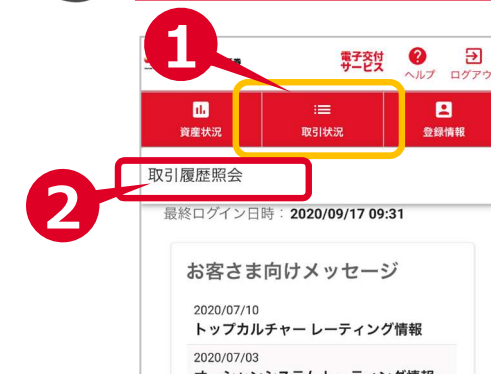 1
電子交付
サービス
ヘルプ
ログアウ
資産状況
取引状況
登録情報
2
取引履歴照会
最終ログイン日時：2020/09/17 09:31
お客さま向けメッセージ
2020/07/10
トップカルチャー レーティング情報
2020/07/03